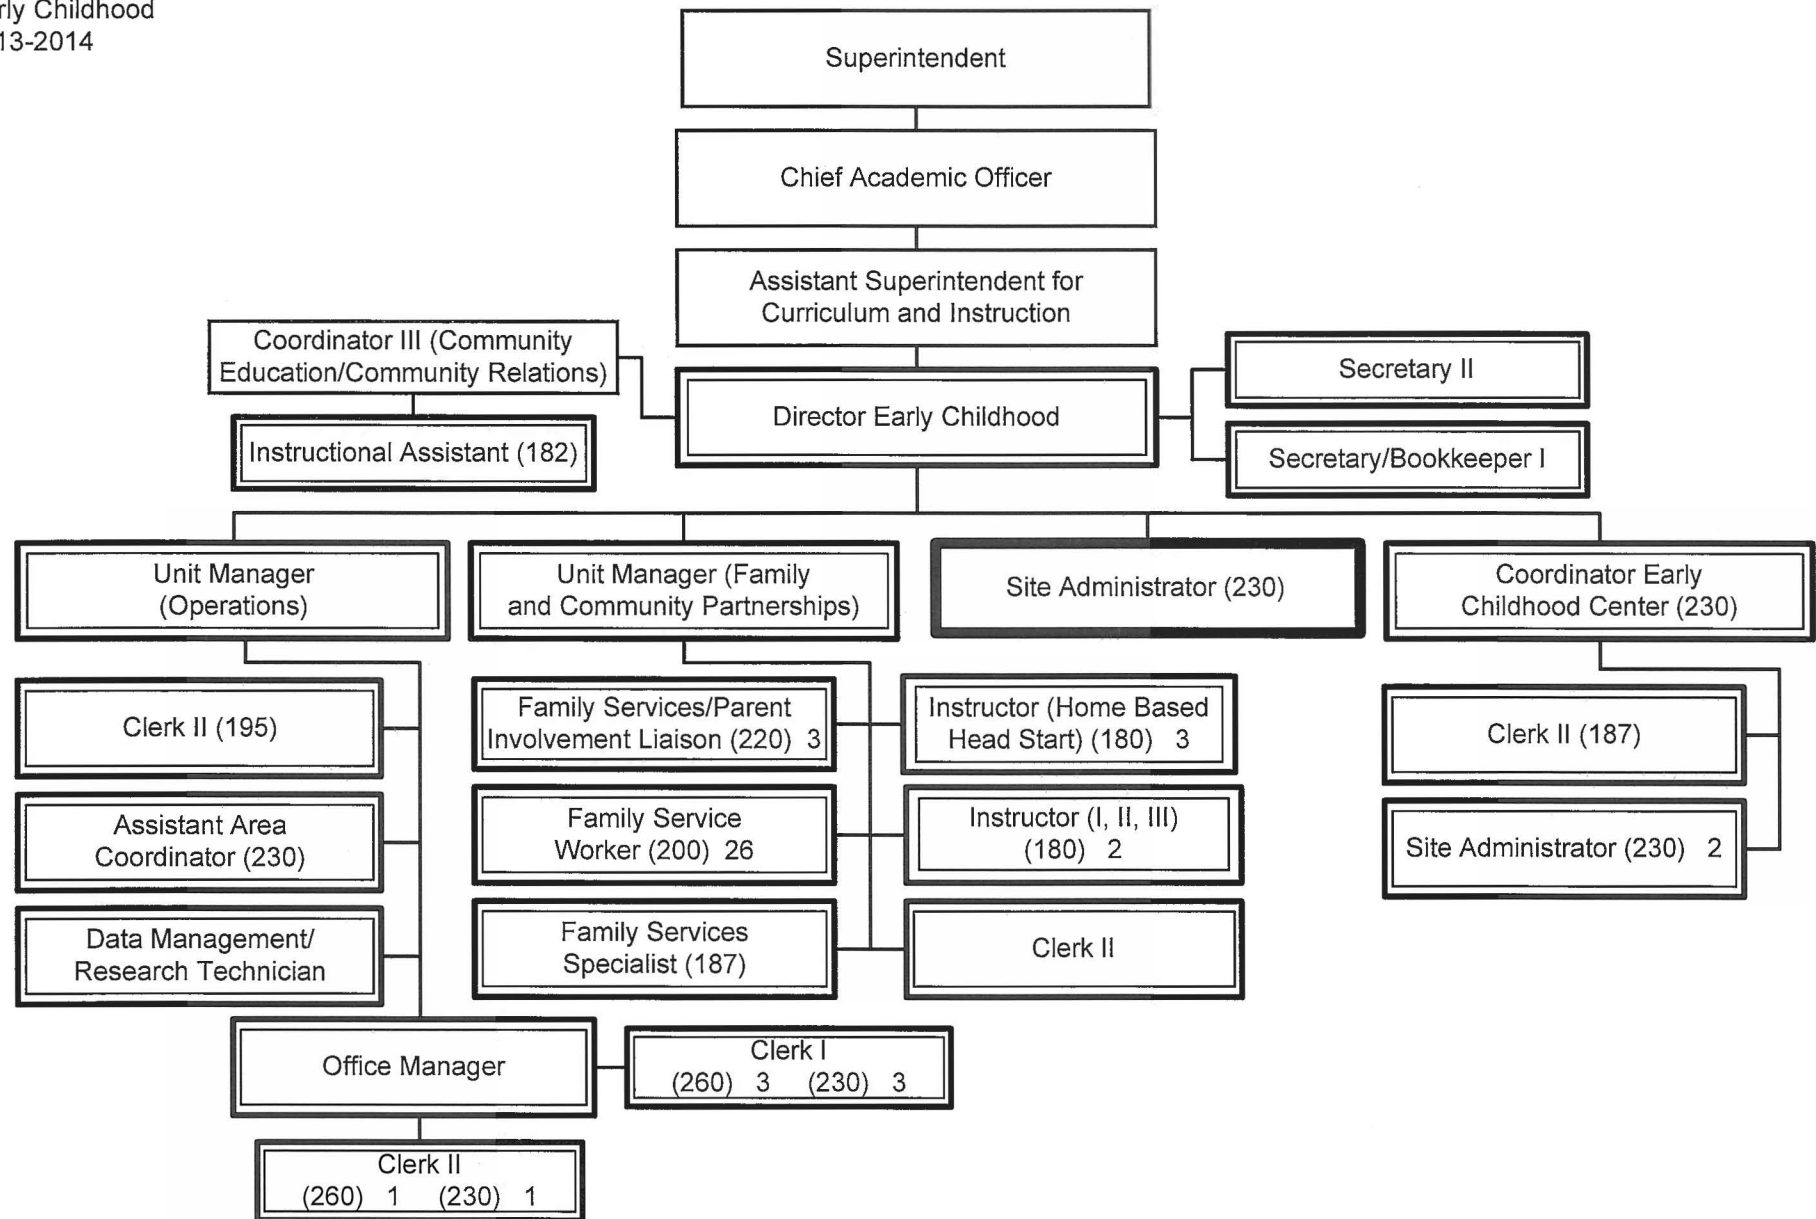 rly Childhood
13-2014
Superintendent
Chief Academic Officer
Assistant Superintendent for
Curriculum and Instruction
Coordinator III (Community
Education/Community Relations)
Instructional Assistant (182)
Director Early Childhood
Secretary II
Secretary/Bookkeeper I
Unit Manager
(Operations)
Unit Manager (Family
and Community Partnerships)
Site Administrator (230)
Coordinator Early
Childhood Center (230)
Clerk II (195)
Assistant Area
Coordinator (230)
Data Management/
Research Technician
Family Services/Parent
Involvement Liaison (220) 3
Instructor (Home Based
Head Start) (180) 3
Family Service
Worker (200) 26
Instructor (I, II, III)
(180) 2
Family Services
Specialist (187)
Clerk II
Clerk II (187)
Site Administrator (230) 2
Office Manager
Clerk I
(260) 3 (230) 3
Clerk II
(260) 1 (230) 1